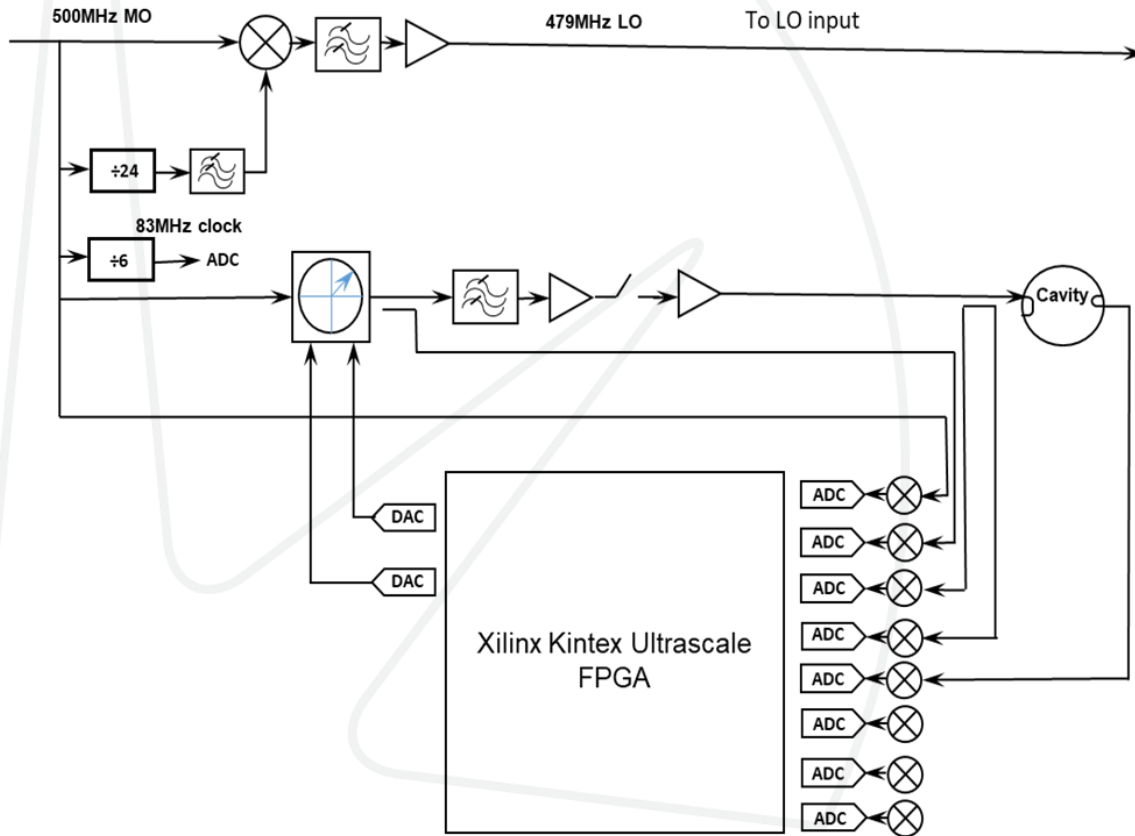 500MHz MO
479MHz LO
To LO input
÷24
83MHz clock
÷6
ADC
Cavity
ADC
DAC
ADC
ADC
DAC
ADC
Xilinx Kintex Ultrascale
FPGA
ADC
ADC
ADC
ADC